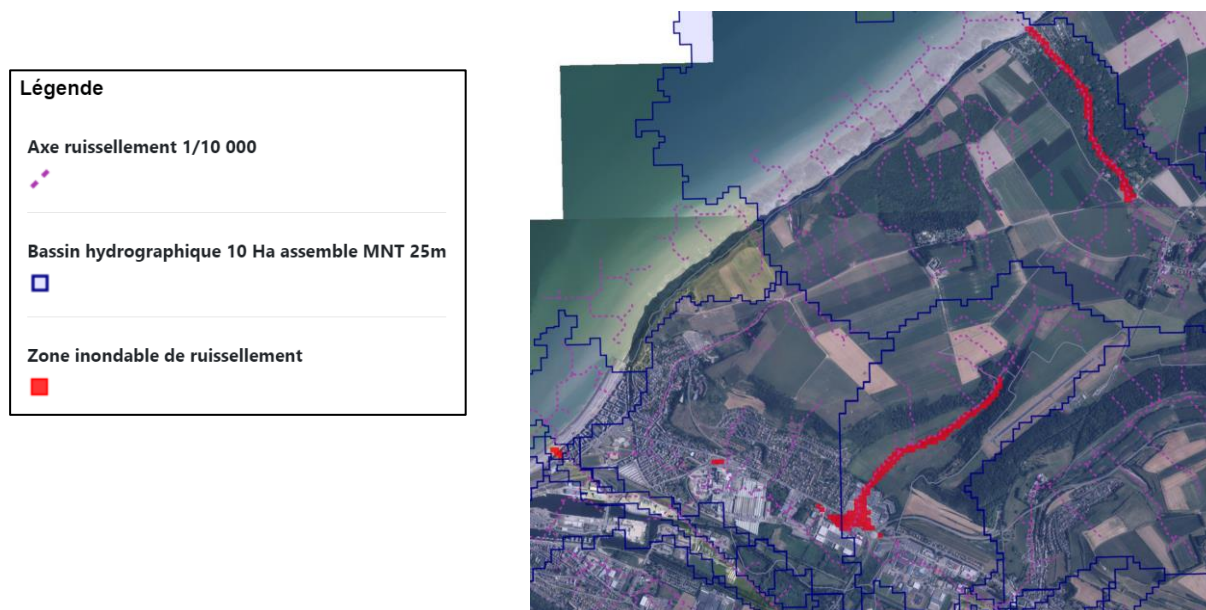 Légende
Axe ruissellement 1/10 000
Bassin hydrographique 10 Ha assemble MNT 25m
Zone inondable de ruissellement